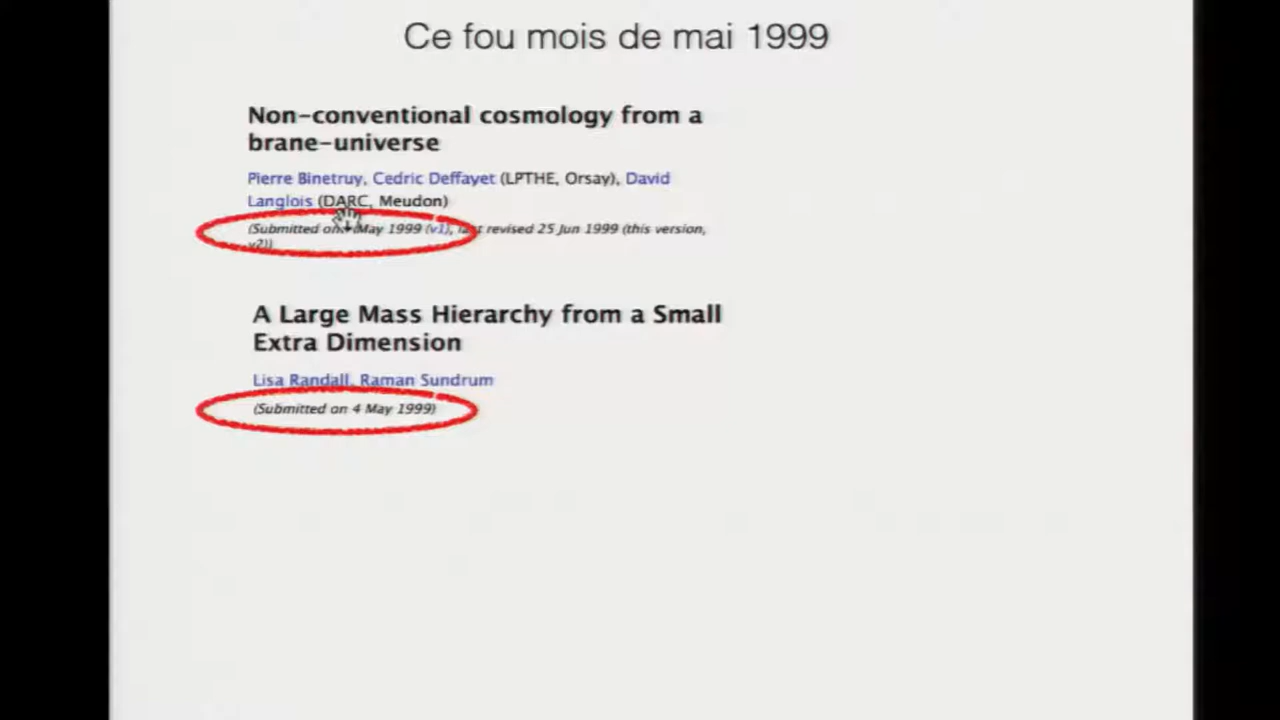 Ce fou mois de mai 1999
Non-conventional cosmology from a
brane-universe
Pierre Binetruy, Cedric Deffayet (LPTHE, Orsay), David
Langlois (DARC, Meudon)
(Submitted on May 1999 (v1), last revised 25 Jun 1999 (this version,
v2))
A Large Mass Hierarchy from a Small
Extra Dimension
Lisa Randall, Raman Sundrum
(Submitted on 4 May 1999)